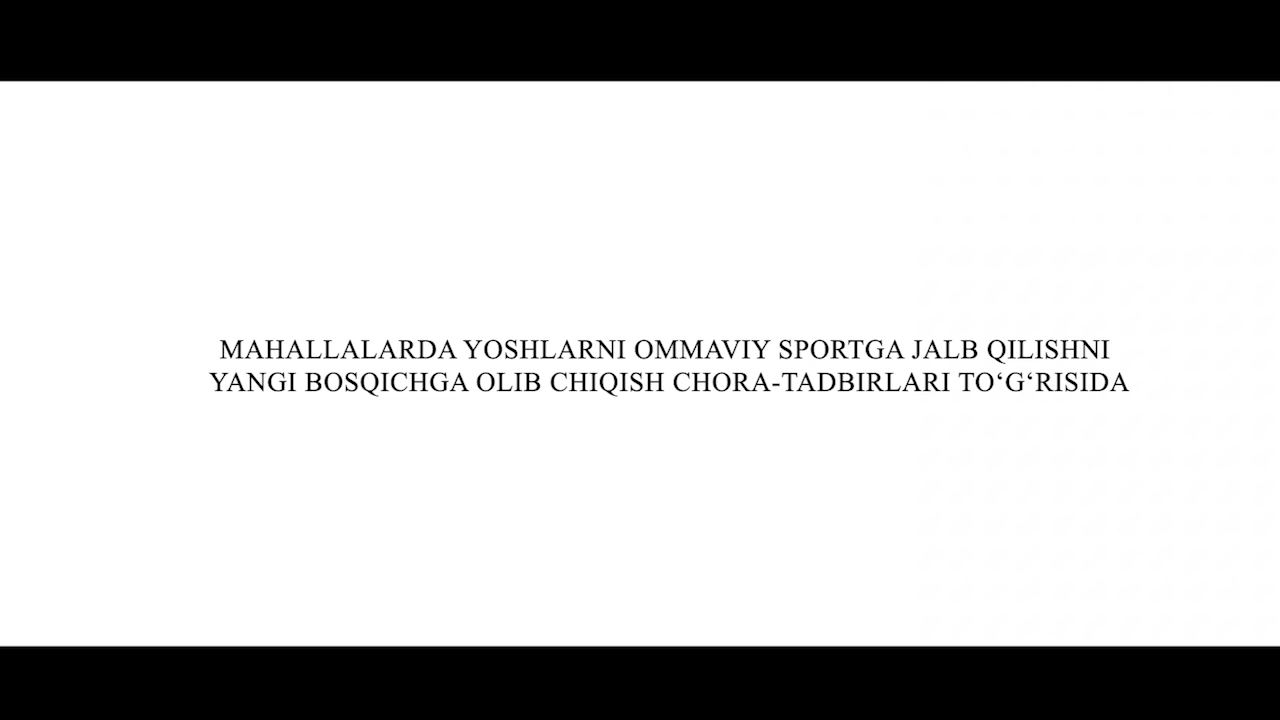 MAHALLALARDA YOSHLARNI OMMAVIY SPORTGA JALB QILISHNI
YANGI BOSQICHGA OLIB CHIQISH CHORA-TADBIRLARI TO‘G‘RISIDA